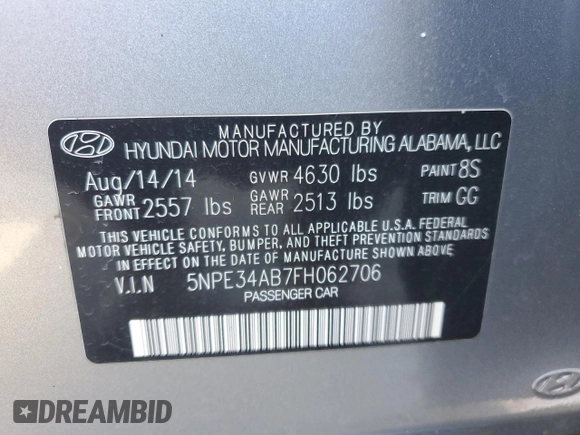 MANUFACTURED BY
HYUNDAI MOTOR MANUFACTURING ALABAMA, LLC
Aug/14/14 GVWR 4630 lbs PAINT 8S
GAWR FRONT 2557 lbs GAWR REAR 2513 lbs TRIM GG
THIS VEHICLE CONFORMS TO ALL APPLICABLE U.S.A. FEDERAL
MOTOR VEHICLE SAFETY, BUMPER, AND THEFT PREVENTION
STANDARDS IN EFFECT ON THE DATE OF MANUFACTURE SHOWN ABOVE.
V.I.N 5NPE34AB7FH062706
PASSENGER CAR
DREAMBID